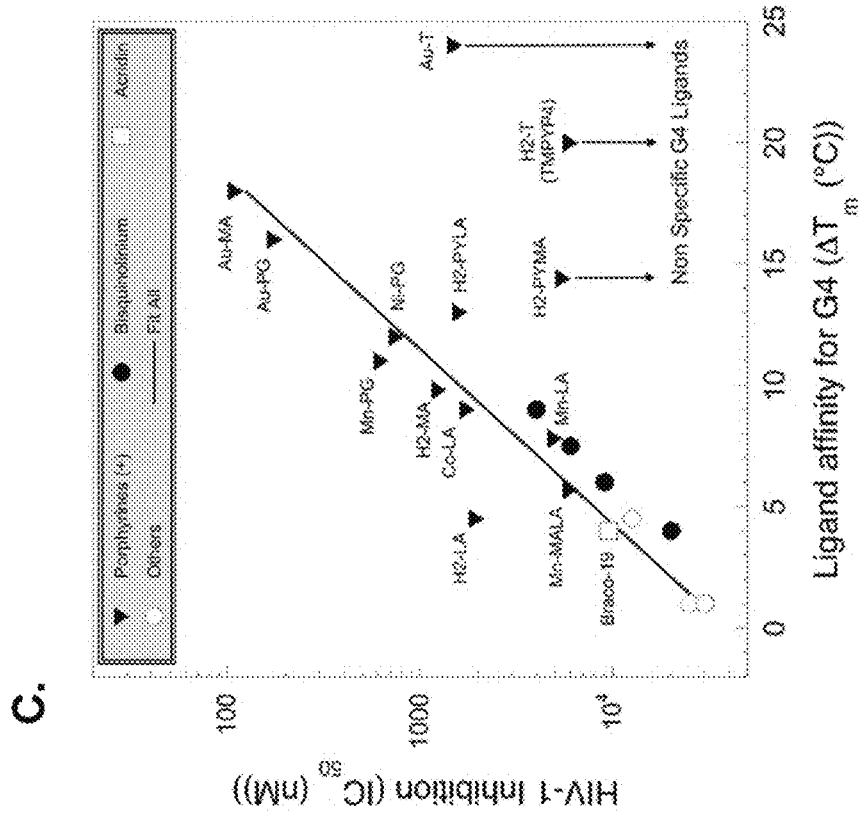 C.
Porphyrines (+)
Bisquinolinium
Acridin
Others
Fit All
HIV-1 Inhibition (IC50 (nM))
100
1000
10⁴
Au-MA
Au-PG
Au-T
Mn-PG
Ni-PG
H2-MA
H2-PYLA
Co-LA
H2-LA
H2-T
(TMPYP4)
H2-PYMA
Mn-LA
Mn-MALA
Braco-19
Non Specific G4 Ligands
0
5
10
15
20
25
Ligand affinity for G4 (ΔTm (°C))